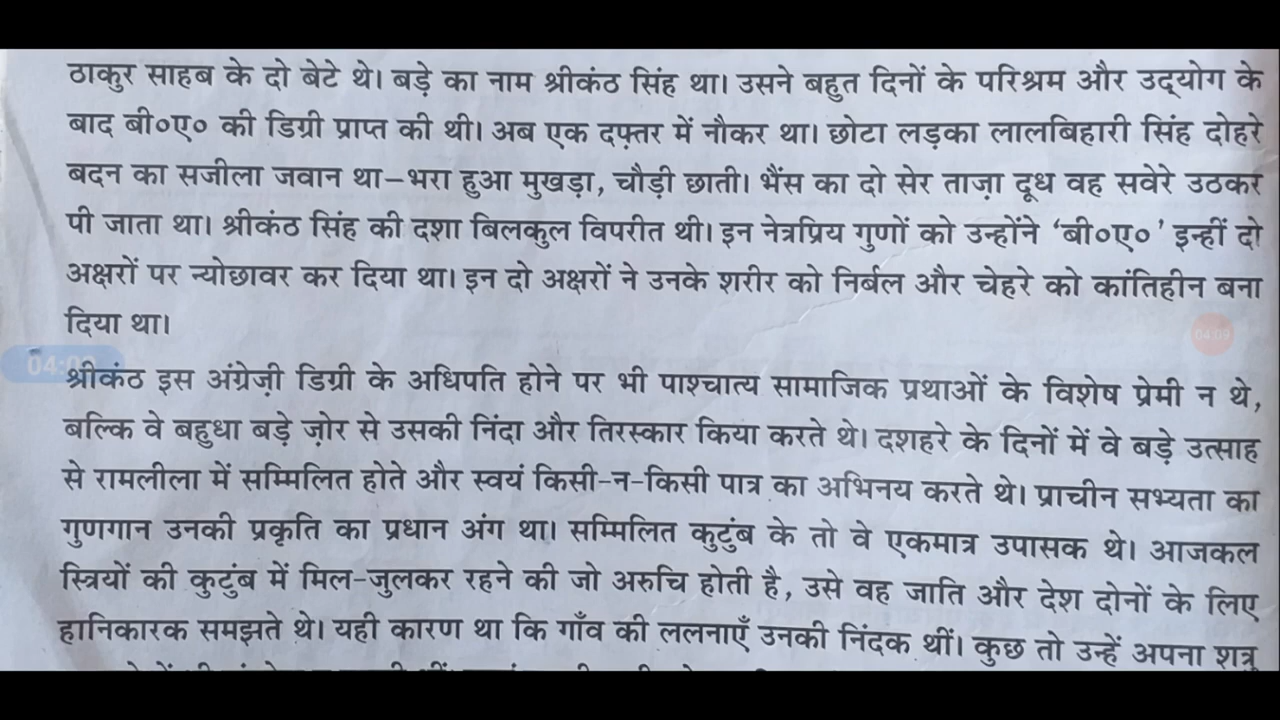 ठाकुर साहब के दो बेटे थे। बड़े का नाम श्रीकंठ सिंह था। उसने बहुत दिनों के परिश्रम और उद्‌योग के
बाद बी०ए० की डिग्री प्राप्त की थी। अब एक दफ़्तर में नौकर था। छोटा लड़का लालबिहारी सिंह दोहरे
बदन का सजीला जवान था–भरा हुआ मुखड़ा, चौड़ी छाती। भैंस का दो सेर ताज़ा दूध वह सवेरे उठकर
पी जाता था। श्रीकंठ सिंह की दशा बिलकुल विपरीत थी। इन नेत्रप्रिय गुणों को उन्होंने ‘बी०ए०’ इन्हीं दो
अक्षरों पर न्योछावर कर दिया था। इन दो अक्षरों ने उनके शरीर को निर्बल और चेहरे को कांतिहीन बना
दिया था।
04:09
श्रीकंठ इस अंग्रेज़ी डिग्री के अधिपति होने पर भी पाश्चात्य सामाजिक प्रथाओं के विशेष प्रेमी न थे,
बल्कि वे बहुधा बड़े ज़ोर से उसकी निंदा और तिरस्कार किया करते थे। दशहरे के दिनों में वे बड़े उत्साह
से रामलीला में सम्मिलित होते और स्वयं किसी-न-किसी पात्र का अभिनय करते थे। प्राचीन सभ्यता का
गुणगान उनकी प्रकृति का प्रधान अंग था। सम्मिलित कुटुंब के तो वे एकमात्र उपासक थे। आजकल
स्त्रियों की कुटुंब में मिल-जुलकर रहने की जो अरुचि होती है, उसे वह जाति और देश दोनों के लिए
हानिकारक समझते थे। यही कारण था कि गाँव की ललनाएँ उनकी निंदक थीं। कुछ तो उन्हें अपना शत्रु